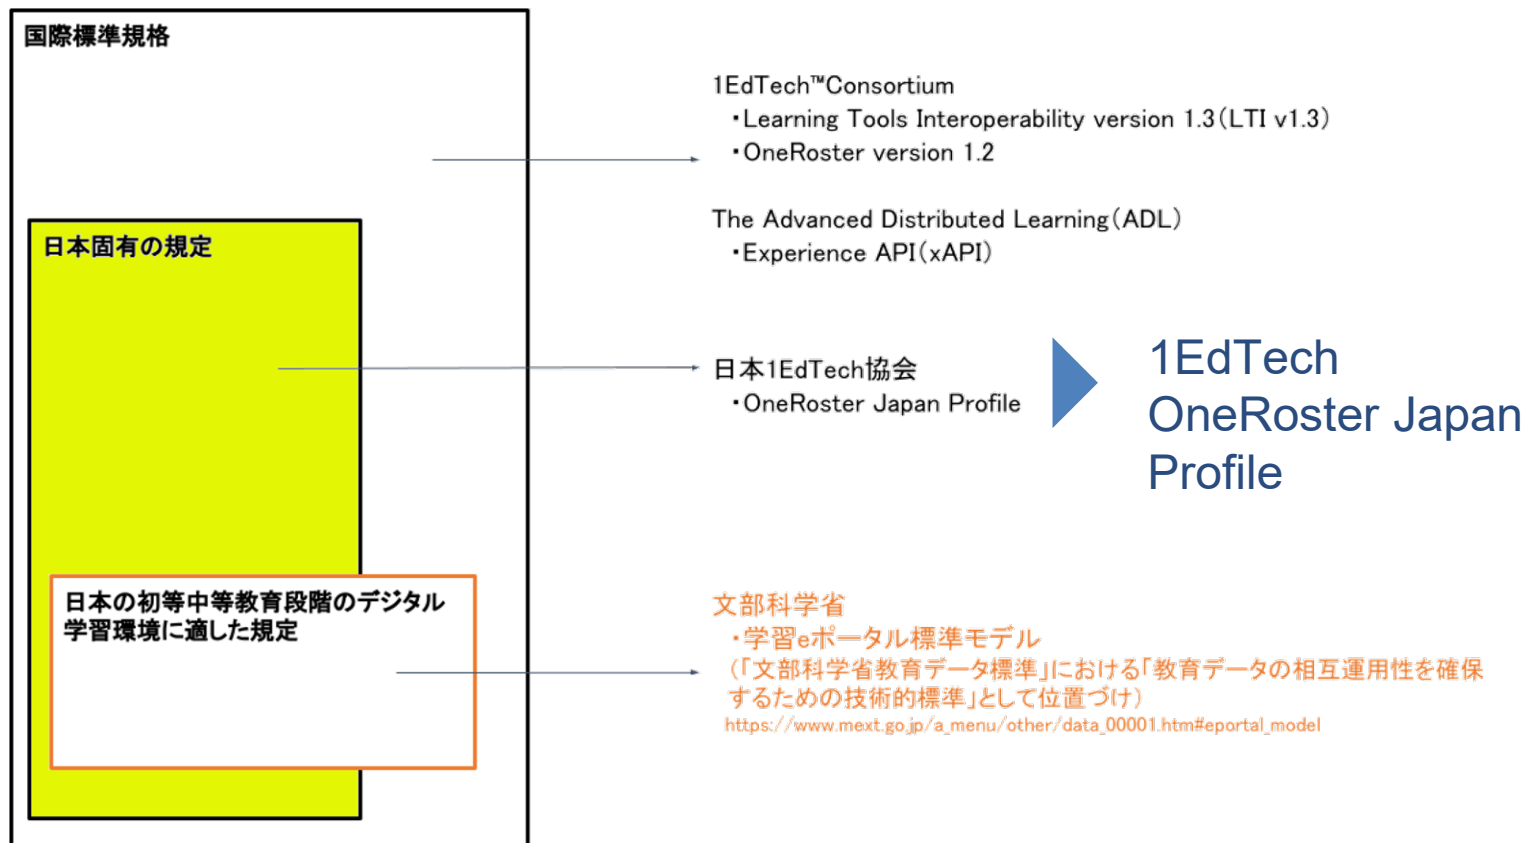 国際標準規格
1EdTech™Consortium
・Learning Tools Interoperability version 1.3(LTI v1.3)
・OneRoster version 1.2
The Advanced Distributed Learning(ADL)
・Experience API(xAPI)
日本固有の規定
日本1EdTech協会
・OneRoster Japan Profile
1EdTech
OneRoster Japan
Profile
日本の初等中等教育段階のデジタル
学習環境に適した規定
文部科学省
・学習eポータル標準モデル
(「文部科学省教育データ標準」における「教育データの相互運用性を確保
するための技術的標準」として位置づけ)
https://www.mext.go.jp/a_menu/other/data_00001.htm#eportal_model